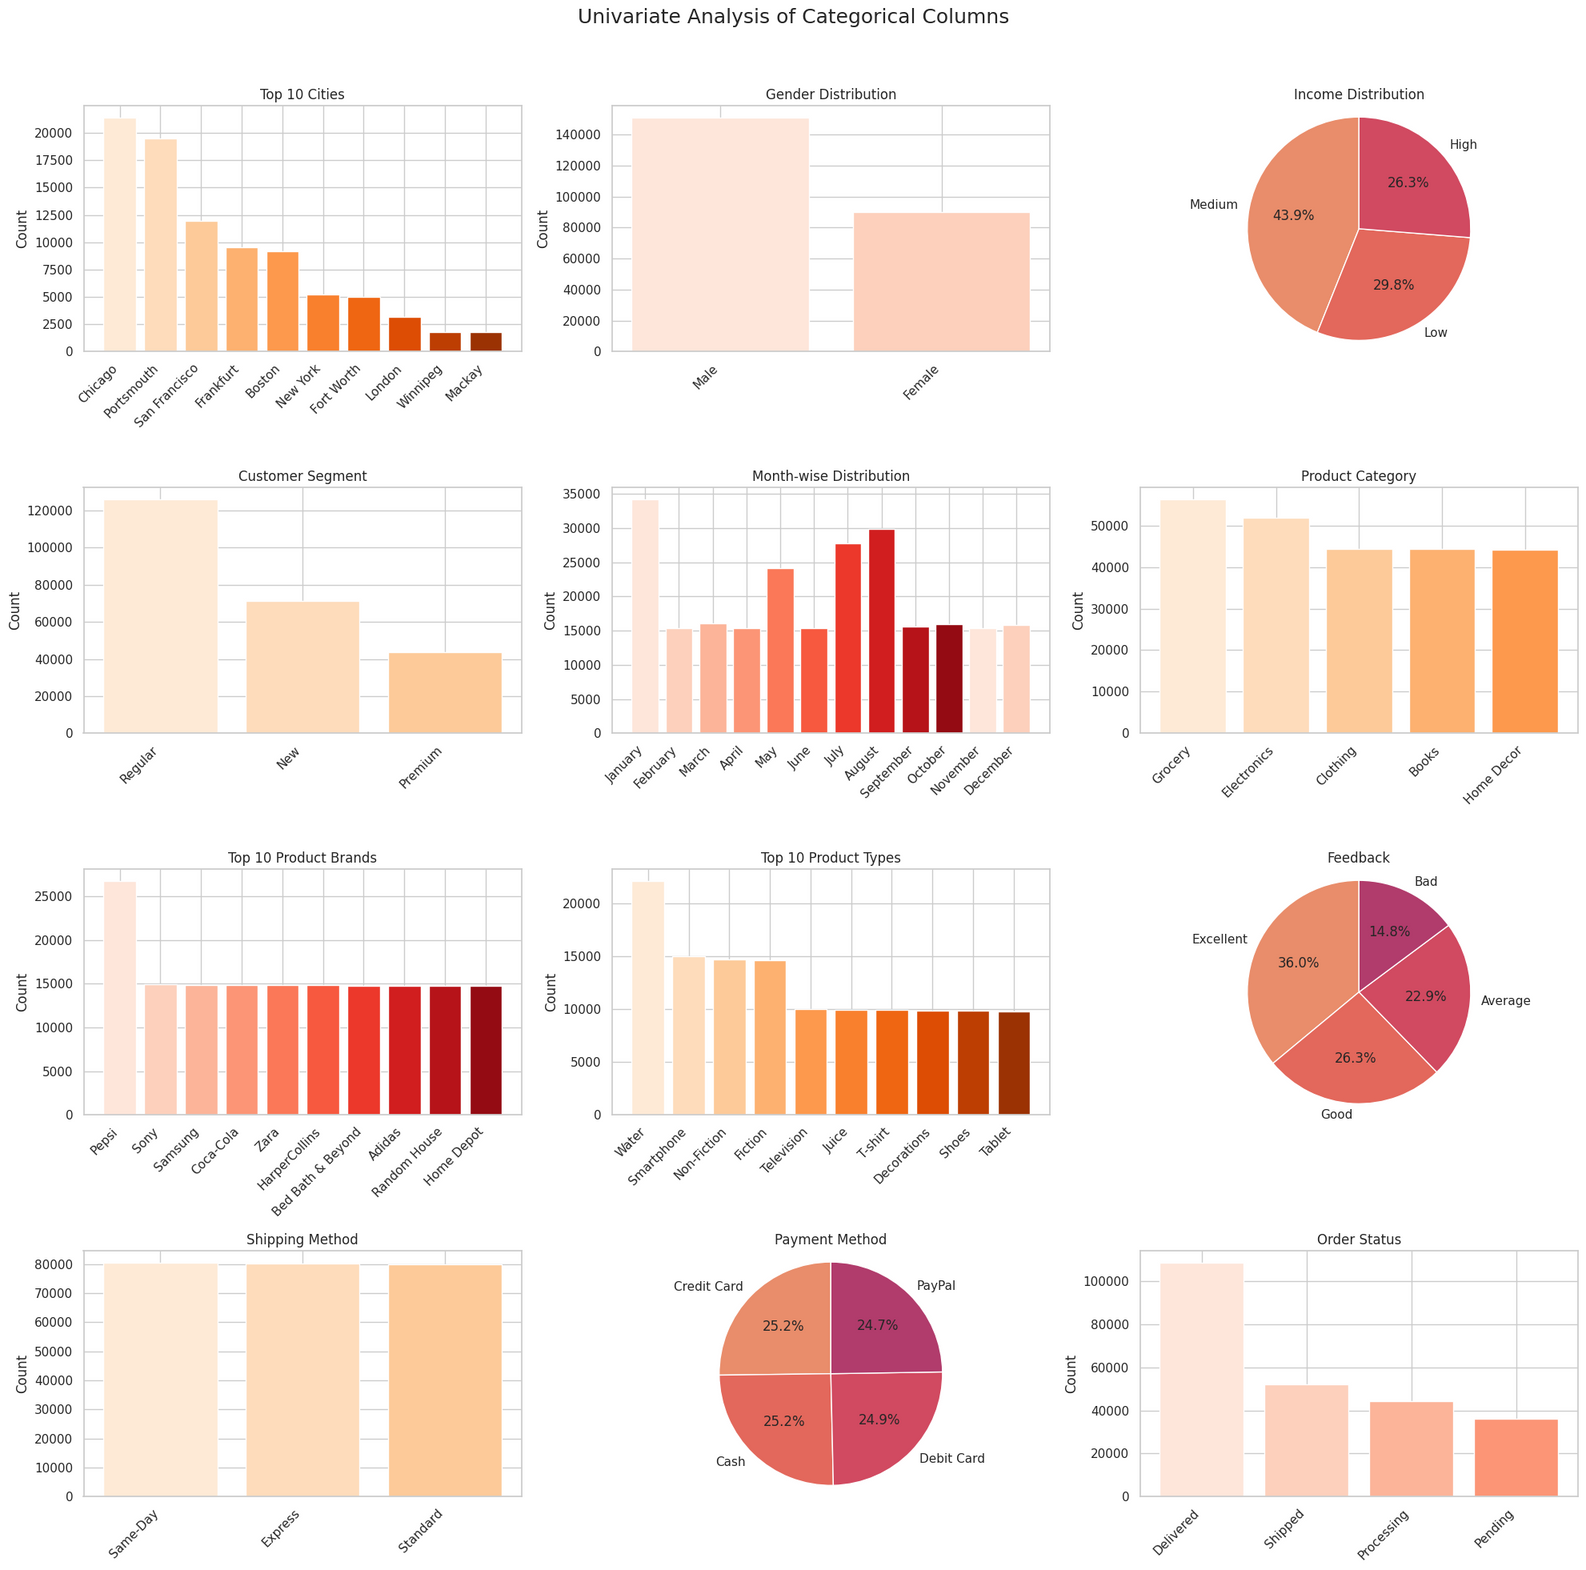 Univariate Analysis of Categorical Columns
Top 10 Cities
Count
20000
17500
15000
12500
10000
7500
5000
2500
0
Chicago
Portsmouth
San Francisco
Frankfurt
Boston
New York
Fort Worth
London
Winnipeg
Mackay
Gender Distribution
Count
140000
120000
100000
80000
60000
40000
20000
0
Male
Female
Income Distribution
High
26.3%
Medium
43.9%
29.8%
Low
Customer Segment
Count
120000
100000
80000
60000
40000
20000
0
Regular
New
Premium
Month-wise Distribution
Count
35000
30000
25000
20000
15000
10000
5000
0
January
February
March
April
May
June
July
August
September
October
November
December
Product Category
Count
50000
40000
30000
20000
10000
0
Grocery
Electronics
Clothing
Books
Home Decor
Top 10 Product Brands
Count
25000
20000
15000
10000
5000
0
Pepsi
Sony
Samsung
Coca-Cola
Zara
HarperCollins
Bed Bath & Beyond
Adidas
Random House
Home Depot
Top 10 Product Types
Count
20000
15000
10000
5000
0
Water
Smartphone
Non-Fiction
Fiction
Television
Juice
T-shirt
Decorations
Shoes
Tablet
Feedback
Bad
14.8%
Excellent
36.0%
22.9%
Average
26.3%
Good
Shipping Method
Count
80000
70000
60000
50000
40000
30000
20000
10000
0
Same-Day
Express
Standard
Payment Method
Credit Card
PayPal
25.2%
24.7%
25.2%
24.9%
Cash
Debit Card
Order Status
Count
100000
80000
60000
40000
20000
0
Delivered
Shipped
Processing
Pending